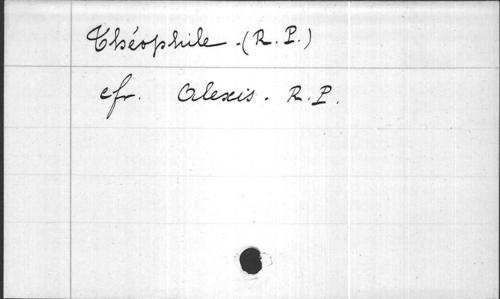 Théophile. (R. P.)
cfr. Alexis. R. P.